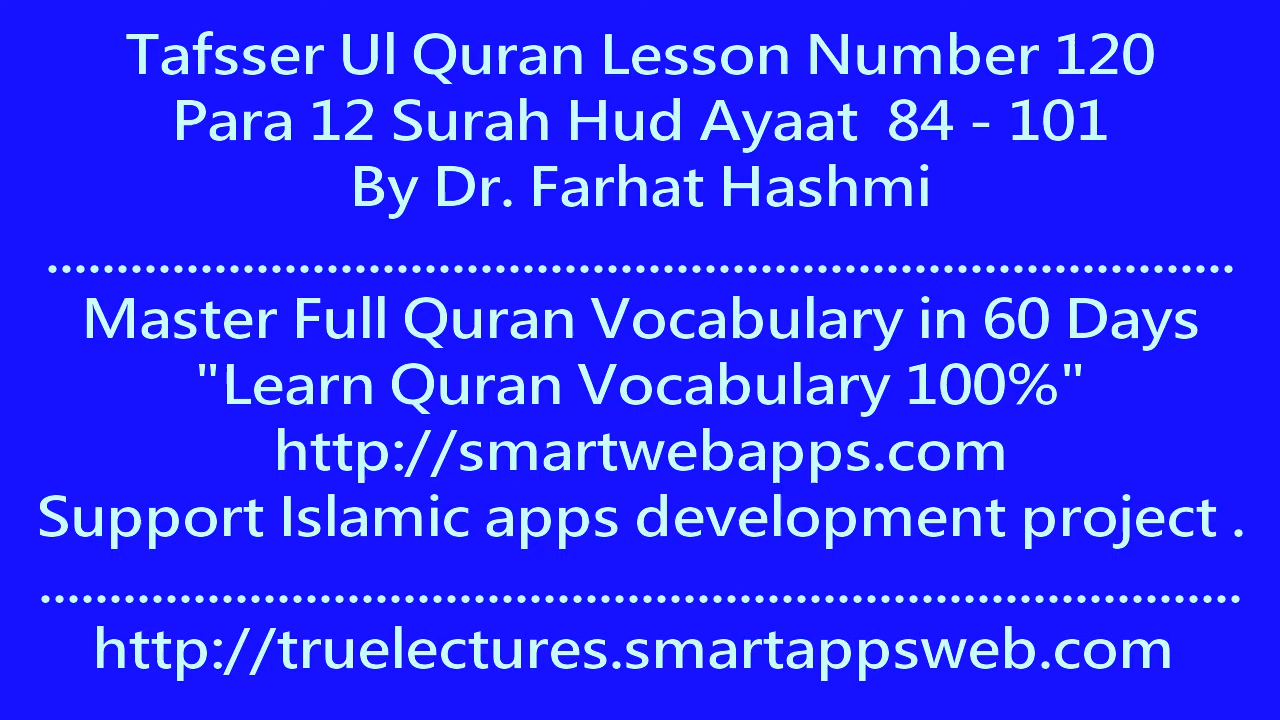 Tafsser Ul Quran Lesson Number 120
Para 12 Surah Hud Ayaat  84 - 101
By Dr. Farhat Hashmi
.....................................................................................
Master Full Quran Vocabulary in 60 Days
"Learn Quran Vocabulary 100%"
http://smartwebapps.com
Support Islamic apps development project .
......................................................................................
http://truelectures.smartappsweb.com